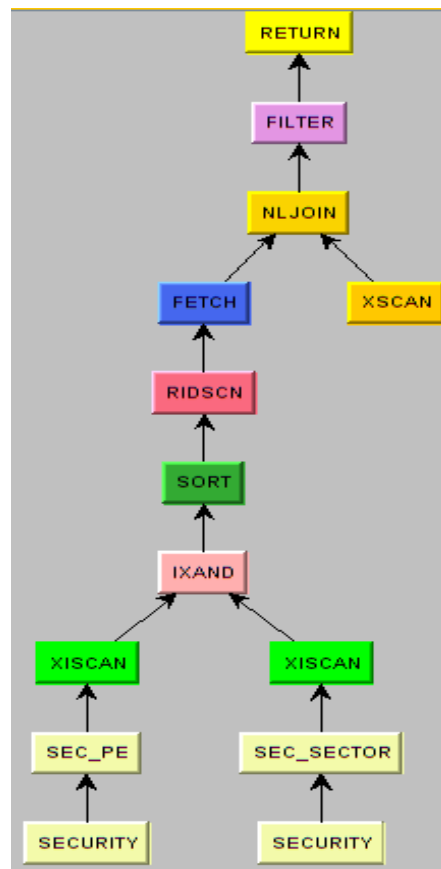 RETURN
FILTER
NLJOIN
FETCH
XSCAN
RIDSCN
SORT
IXAND
XISCAN
XISCAN
SEC_PE
SEC_SECTOR
SECURITY
SECURITY